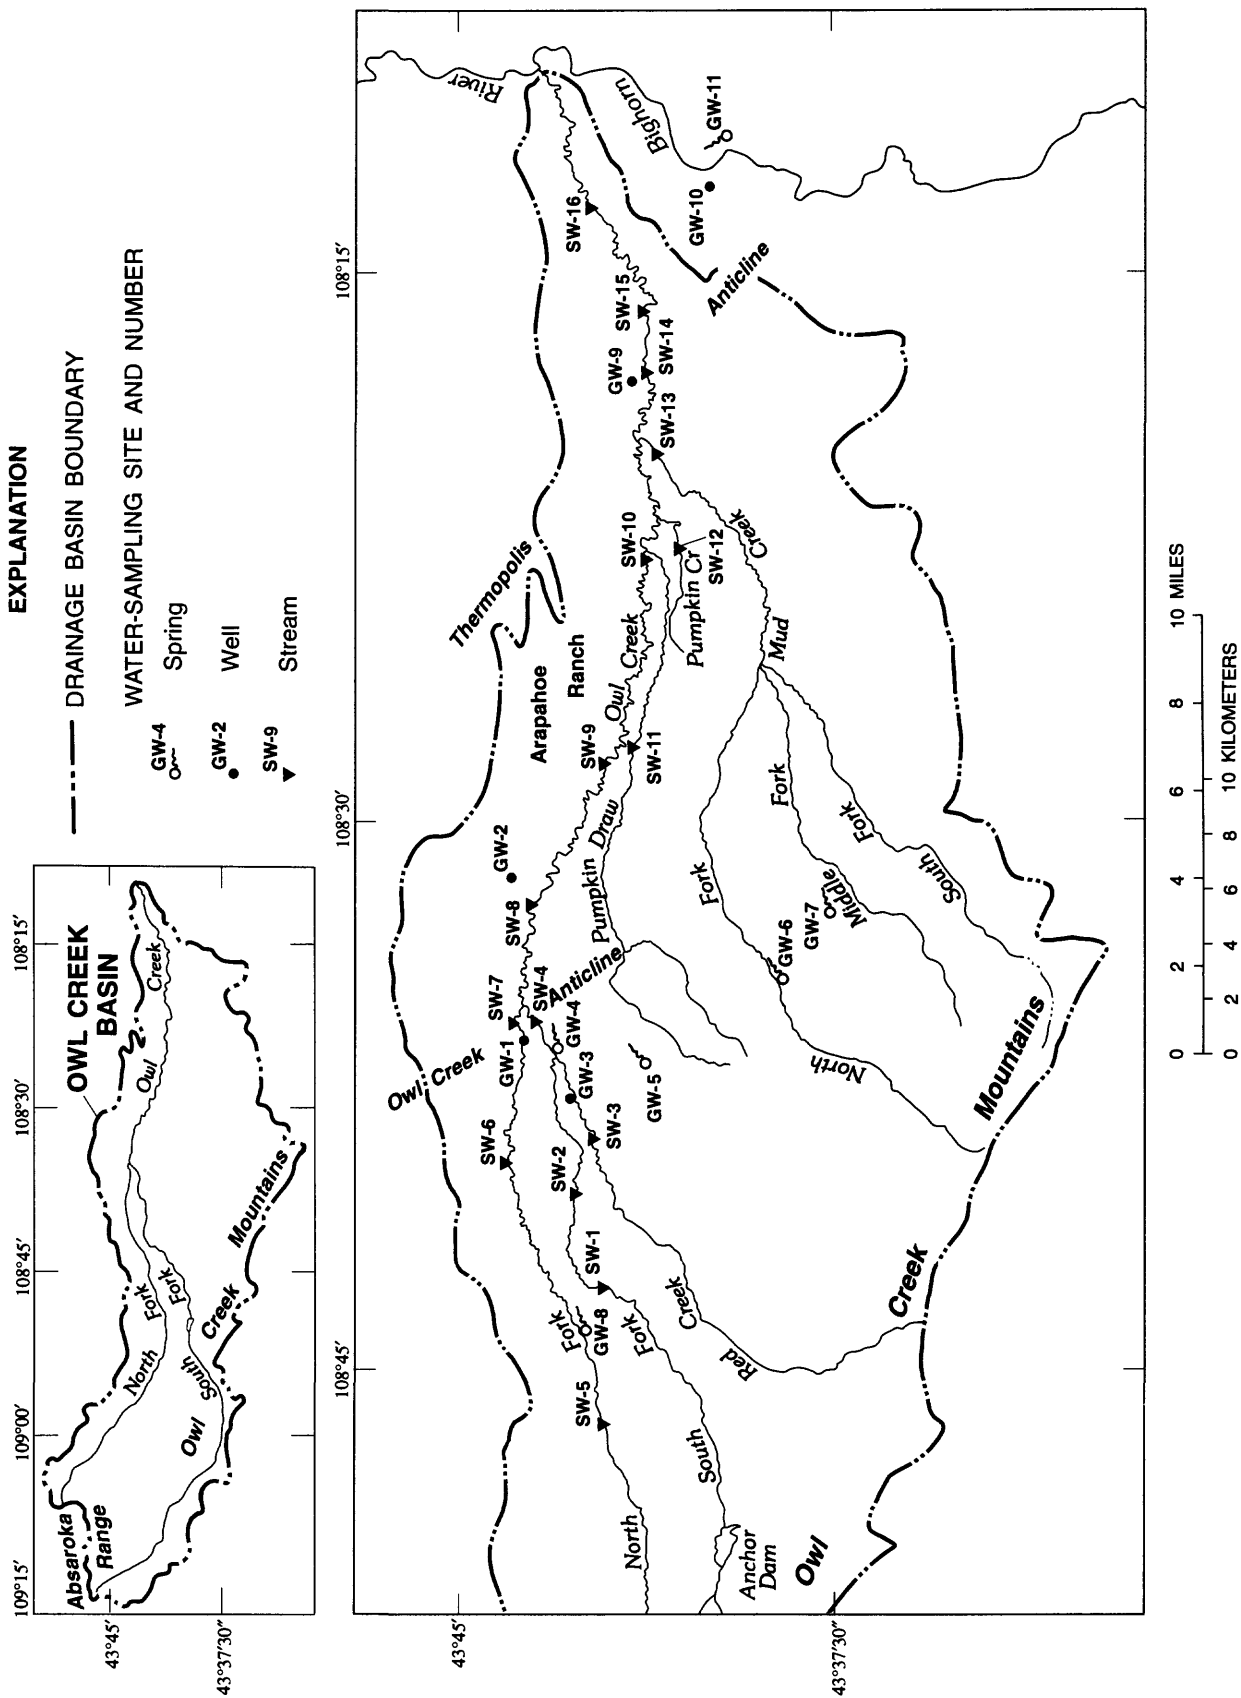 EXPLANATION
DRAINAGE BASIN BOUNDARY
WATER-SAMPLING SITE AND NUMBER
GW-4
Spring
GW-2
Well
SW-9
Stream
109°15'
109°00'
108°45'
108°30'
108°15'
43°45'
43°37'30"
OWL CREEK
BASIN
Absaroka
Range
North
Fork
South
Fork
Owl
Creek
Owl
Creek
Mountains
108°45'
108°30'
108°15'
43°45'
43°37'30"
River
Bighorn
GW-11
GW-10
SW-16
Anticline
SW-15
SW-14
GW-9
SW-13
SW-10
SW-12
Creek
Pumpkin Cr
Mud
Thermopolis
Arapahoe
Ranch
Owl
Creek
SW-9
SW-11
Pumpkin
Draw
GW-2
SW-8
SW-7
SW-4
Anticline
Owl Creek
GW-1
GW-4
GW-3
GW-5
SW-3
SW-6
SW-2
SW-1
GW-8
Fork
Fork
SW-5
North
South
Anchor
Dam
Red
Creek
North
Fork
GW-6
GW-7
Middle
Fork
South
Fork
Owl
Creek
Mountains
0
2
4
6
8
10 MILES
0
2
4
6
8
10 KILOMETERS